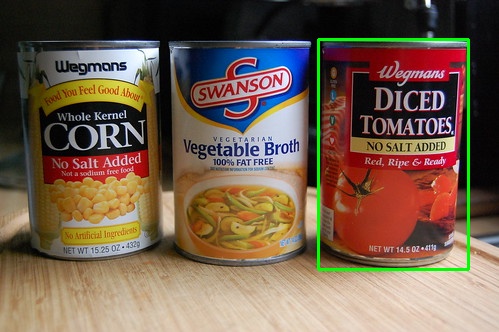 Wegmans
Food You Feel Good About
Whole Kernel
CORN
No Salt Added
Not a sodium free food
No Artificial Ingredients
NET WT 15.25 OZ • 432g
SWANSON
VEGETARIAN
Vegetable Broth
100% FAT FREE
Wegmans
DICED
TOMATOES
NO SALT ADDED
Red, Ripe & Ready
NET WT 14.5 OZ • 411g